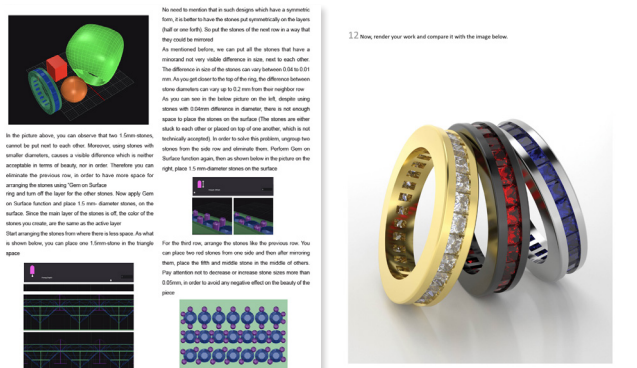 In the picture above, you can observe that two 1.5mm-stones,
cannot be put next to each other. Moreover, using stones with
smaller diametrs, causes a visible difference which is neither
acceptable in terms of beauty, nor in order. Therefore you can
eliminate the previous row, in order to have more space for
arranging the stones using "Gem on Surface
ring and turn off the layer for the other stones. Now apply Gem
on Surface function and place 1.5 mm- diameter stones, on the
surface. Since the main layer of the stones is off, the color of the
stones you create, are the same as the active layer
Start arranging the stones from where there is less space. As what
is shown below, you can place one 1.5mm-stone in the triangle
space
No need to mention that in such designs which have a symmetric
form, it is better to have the stones put symmetrically on the layers
(half or one forth). So put the stones of the next row in a way that
they could be mirrored
As mentioned before, we can put all the stones that have a
minorand not very visible difference in size, next to each other.
The difference in size of the stones can vary between 0.04 to 0.01
mm. As you get closer to the top of the ring, the difference between
stone diameters can vary up to 0.2 mm from their neighbor row
As you can see in the below picture on the left, despite using
stones with 0.04mm difference in diameter, there is not enough
space to place the stones on the surface (The stones are either
stuck to each other or plased on top of one another, which is not
technically accepted). In order to solve this problem, ungroup two
stones from the side row and eliminate them. Perform Gem on
Surface function again, then as shown below in the picture on the
right, place 1.5 mm-diameter stones on the surface
For the third row, arrange the stones like the previous row. You
can place two red stones from one side and then after mirroring
them, place the fifth and middle stone in the middle of others.
Pay attention not to decrease or increase stone sizes more than
0.05mm, in order to avoid any negative effect on the beauty of the
piece
12 Now, render your work and compare it with the image below.